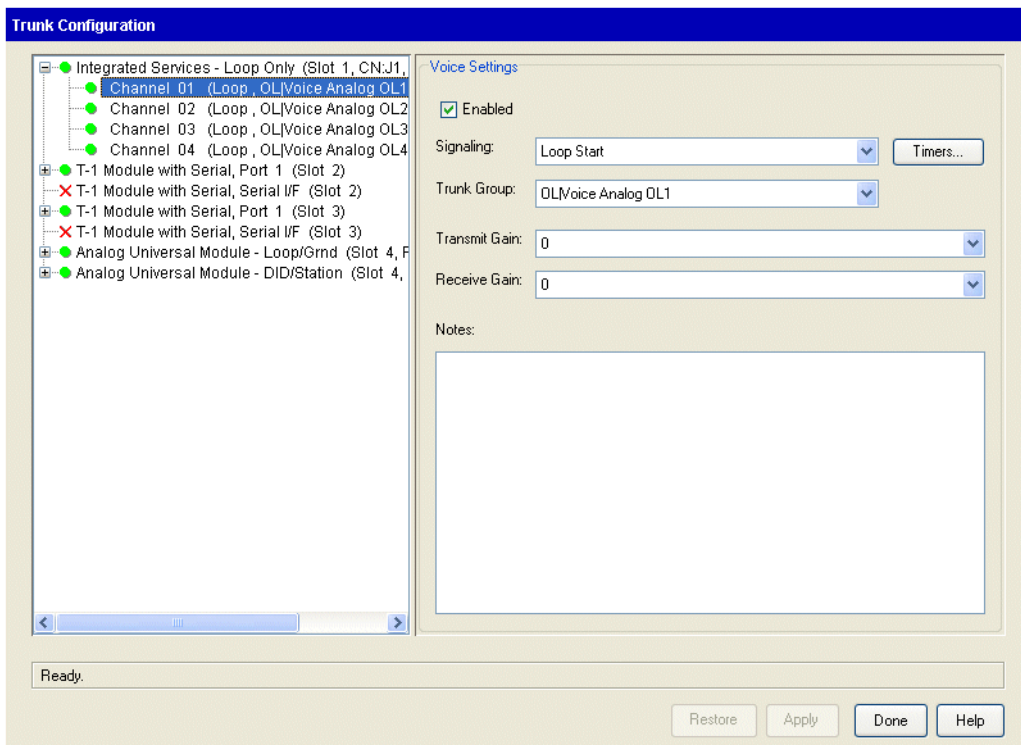 Trunk Configuration
Integrated Services - Loop Only (Slot 1, CN:J1,
Channel 01 (Loop , OL|Voice Analog OL1
Channel 02 (Loop , OL|Voice Analog OL2
Channel 03 (Loop , OL|Voice Analog OL3
Channel 04 (Loop , OL|Voice Analog OL4
T-1 Module with Serial, Port 1 (Slot 2)
T-1 Module with Serial, Serial I/F (Slot 2)
T-1 Module with Serial, Port 1 (Slot 3)
T-1 Module with Serial, Serial I/F (Slot 3)
Analog Universal Module - Loop/Grnd (Slot 4, F
Analog Universal Module - DID/Station (Slot 4,
Voice Settings
Enabled
Signaling: Loop Start Timers...
Trunk Group: OL|Voice Analog OL1
Transmit Gain: 0
Receive Gain: 0
Notes:
Ready.
Restore Apply Done Help